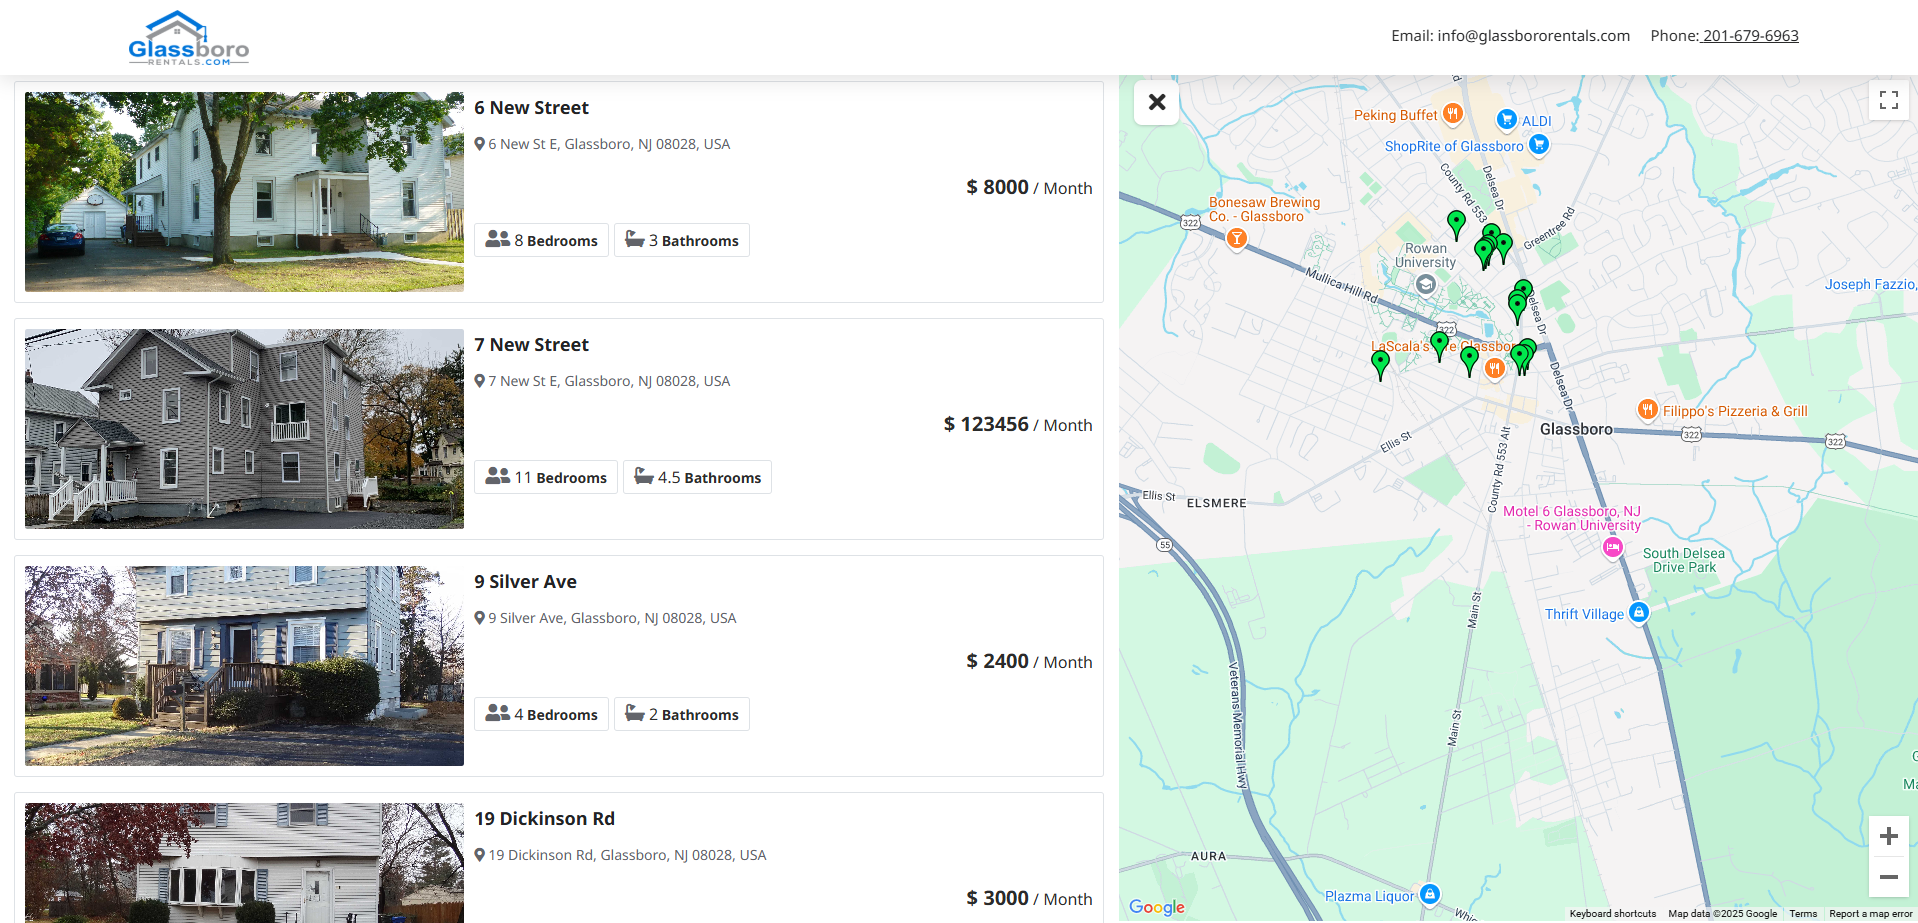 Glassboro
RENTALS.COM
Email: info@glassbororentals.com
Phone: 201-679-6963
6 New Street
6 New St E, Glassboro, NJ 08028, USA
$ 8000 / Month
8 Bedrooms
3 Bathrooms
7 New Street
7 New St E, Glassboro, NJ 08028, USA
$ 123456 / Month
11 Bedrooms
4.5 Bathrooms
9 Silver Ave
9 Silver Ave, Glassboro, NJ 08028, USA
$ 2400 / Month
4 Bedrooms
2 Bathrooms
19 Dickinson Rd
19 Dickinson Rd, Glassboro, NJ 08028, USA
$ 3000 / Month
Peking Buffet
ALDI
ShopRite of Glassboro
County Rd 553
Delsea Dr
Bonesaw Brewing
Co. - Glassboro
322
Greentree Rd
Rowan
University
Mullica Hill Rd
Joseph Fazzio,
Delsea Dr
322
LaScala's
re Glassbo
Delsea Dr
Filippo's Pizzeria & Grill
Glassboro
322
322
Ellis St
County Rd 553 Alt
Ellis St
ELSMERE
Motel 6 Glassboro, NJ
- Rowan University
55
South Delsea
Drive Park
Main St
Thrift Village
Veterans Memorial Hwy
Main St
AURA
Plazma Liquor
Google
Keyboard shortcuts
Map data ©2025 Google
Terms
Report a map error